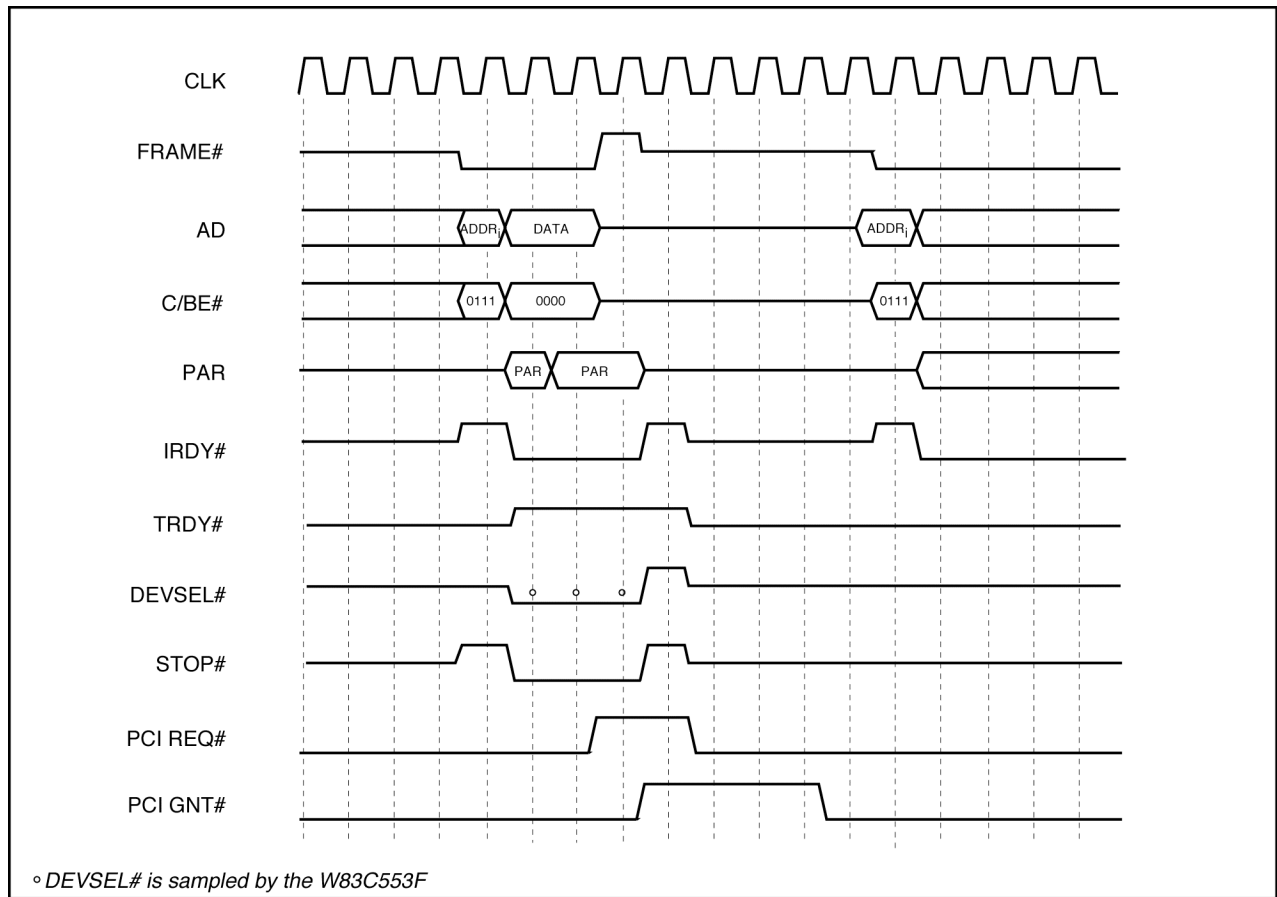 CLK
FRAME#
AD ADDRi DATA ADDRi
C/BE# 0111 0000 0111
PAR PAR PAR
IRDY#
TRDY#
DEVSEL#
STOP#
PCI REQ#
PCI GNT#
DEVSEL# is sampled by the W83C553F